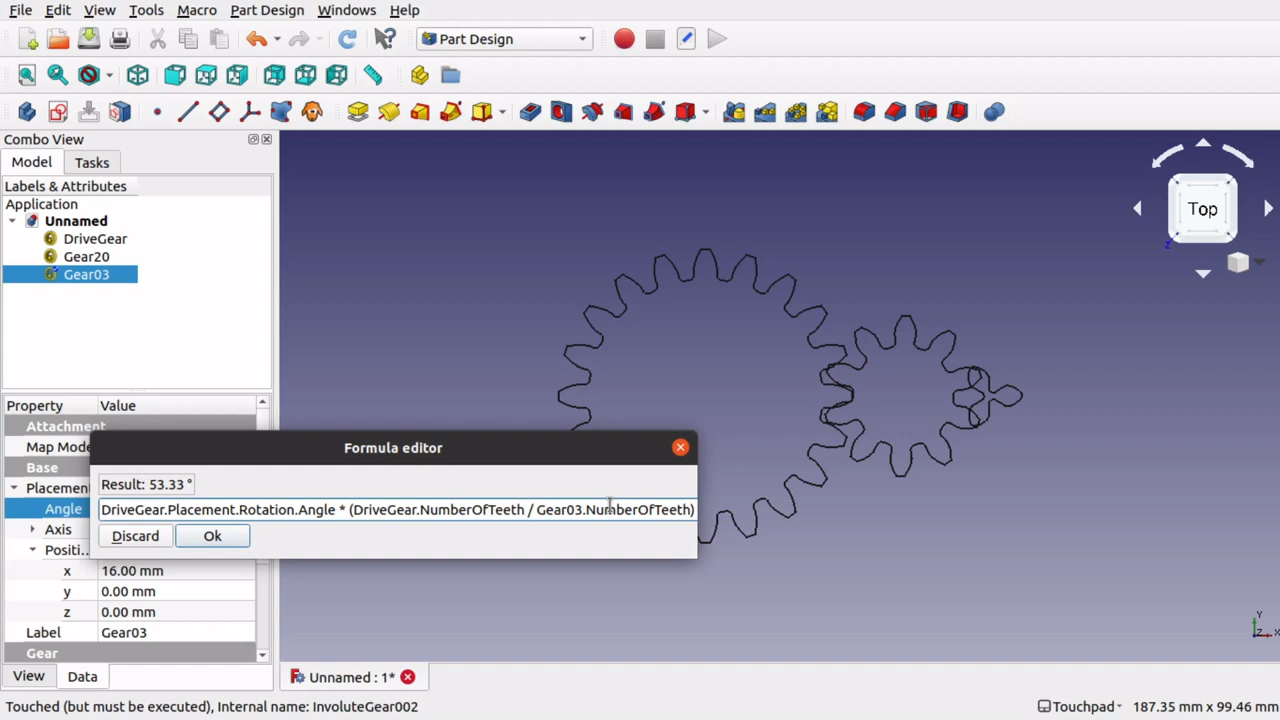 File Edit View Tools Macro Part Design Windows Help
Part Design
Combo View
Model Tasks
Labels & Attributes
Application
Unnamed
DriveGear
Gear20
Gear03
Top
Property Value
Attachment
Map Mode
Base
Placement
Angle
Axis
Positi...
x 16.00 mm
y 0.00 mm
z 0.00 mm
Label Gear03
Gear
View Data
Formula editor
Result: 53.33 °
DriveGear.Placement.Rotation.Angle * (DriveGear.NumberOfTeeth / Gear03.NumberOfTeeth)
Discard Ok
Z
Y
Z X
Unnamed : 1*
Touched (but must be executed), Internal name: InvoluteGear002
Touchpad 187.35 mm x 99.46 mm